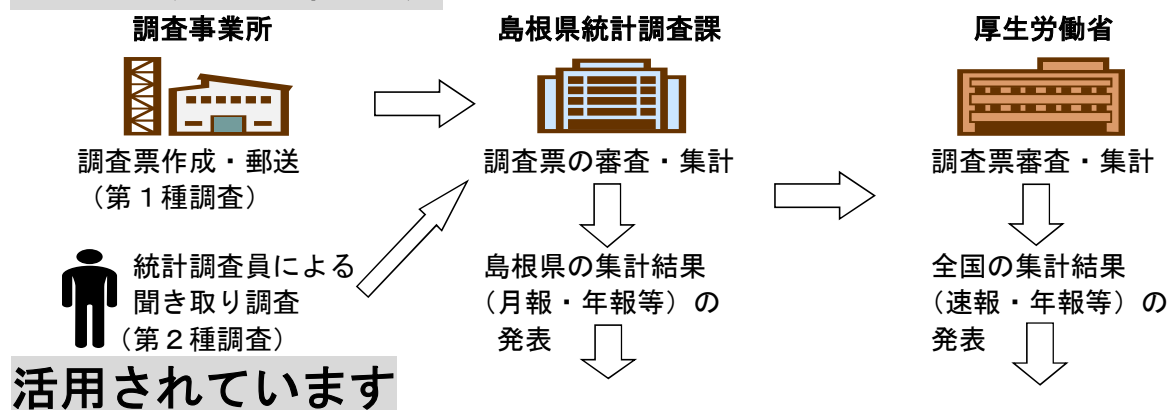 調査事業所
調査票作成・郵送
（第１種調査）
統計調査員による
聞き取り調査
（第２種調査）
島根県統計調査課
調査票の審査・集計
島根県の集計結果
（月報・年報等）の
発表
厚生労働省
調査票審査・集計
全国の集計結果
（速報・年報等）の
発表
活用されています